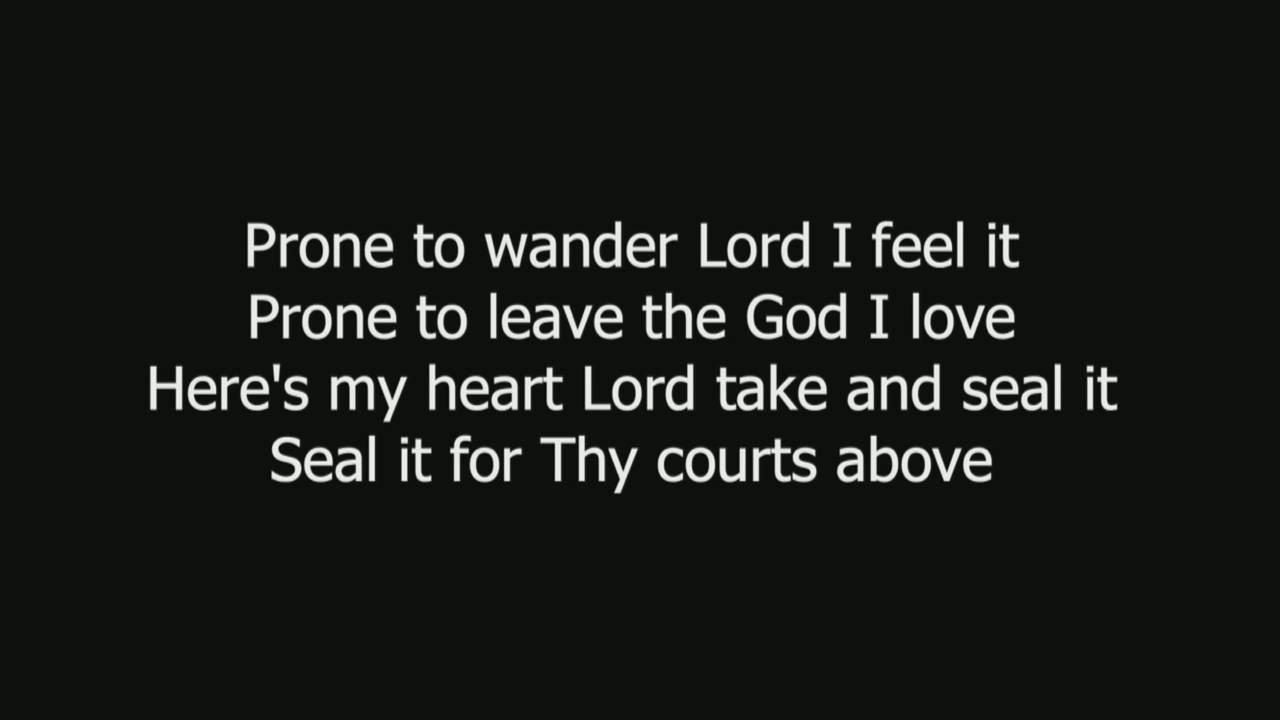 Prone to wander Lord I feel it
Prone to leave the God I love
Here's my heart Lord take and seal it
Seal it for Thy courts above